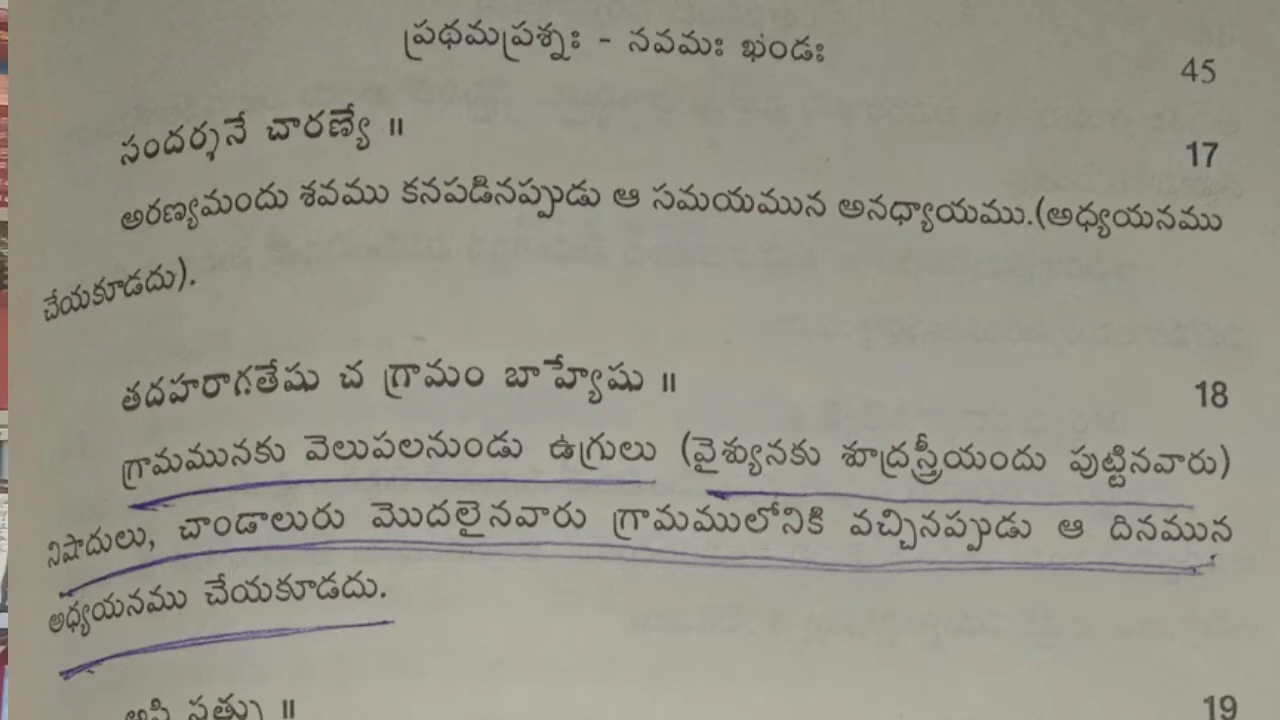 ప్రథమప్రశ్నః - నవమః ఖండః
45
సందర్శనే చారణ్యే ॥ 17
అరణ్యమందు శవము కనపడినప్పుడు ఆ సమయమున అనధ్యాయము.(అధ్యయనము
చేయకూడదు).
తదహరాగతేషు చ గ్రామం బాహ్యేషు ॥ 18
గ్రామమునకు వెలుపలనుండు ఉగ్రులు (వైశ్యునకు శూద్రస్త్రీయందు పుట్టినవారు)
నిషాదులు, చాండాలురు మొదలైనవారు గ్రామములోనికి వచ్చినప్పుడు ఆ దినమున
అధ్యయనము చేయకూడదు.
అపి సత్సు ॥ 19